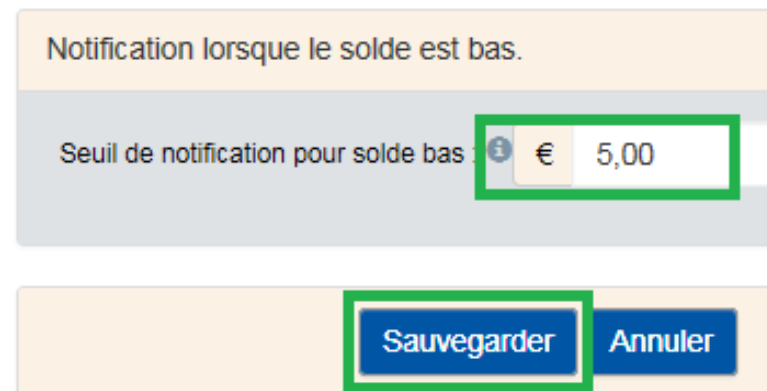 Notification lorsque le solde est bas.
Seuil de notification pour solde bas : € 5,00
Sauvegarder Annuler